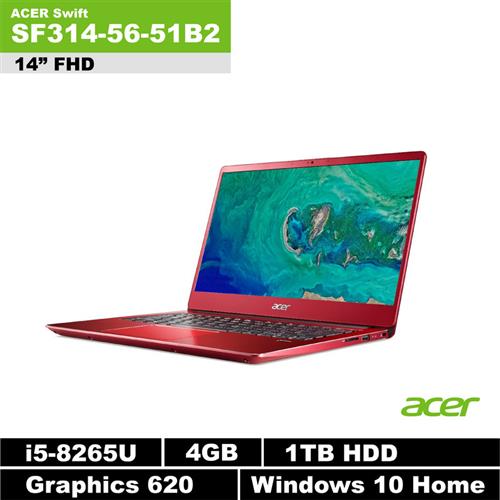 ACER Swift
SF314-56-51B2
14” FHD
acer
acer
i5-8265U 4GB 1TB HDD
Graphics 620 Windows 10 Home